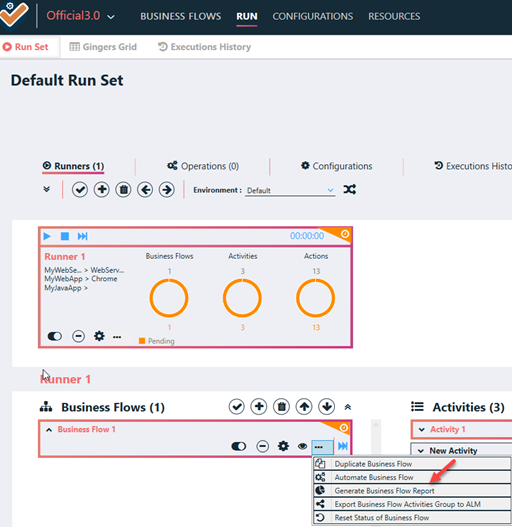 Official3.0 BUSINESS FLOWS RUN CONFIGURATIONS RESOURCES
Run Set Gingers Grid Executions History
Default Run Set
Runners (1) Operations (0) Configurations Executions Histo
Environment : Default
00:00:00
Runner 1 Business Flows Activities Actions
MyWebSe... > WebServ...
MyWebApp > Chrome
MyJavaApp >
1 3 13
1 3 13
Pending
Runner 1
Business Flows (1) Activities (3)
Business Flow 1 Activity 1
New Activity
Duplicate Business Flow
Automate Business Flow
Generate Business Flow Report
Export Business Flow Activities Group to ALM
Reset Status of Business Flow